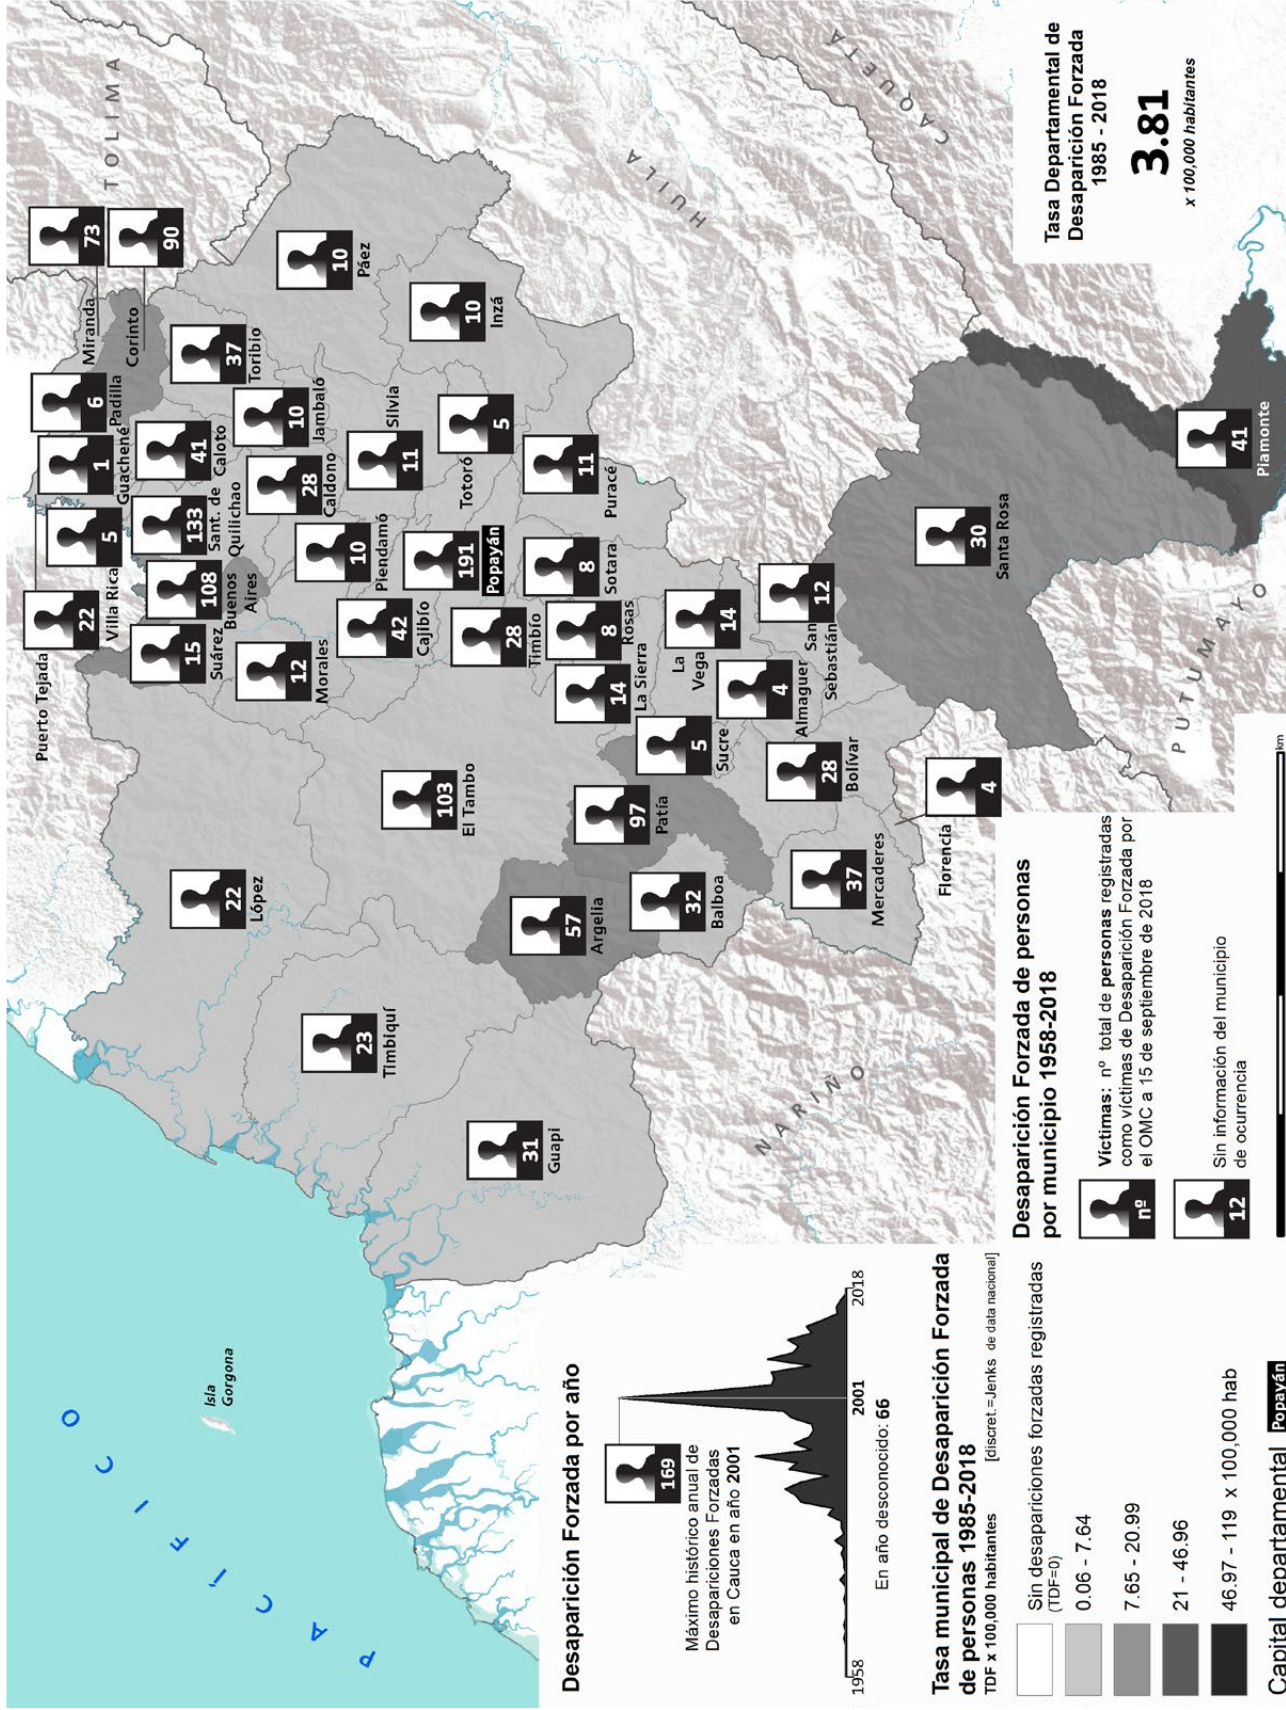 PACÍFICO
Isla
Gorgona
TOLIMA
HUILA
CAQUETÁ
PUTUMAYO
NARIÑO
73
Miranda
90
Corinto
6
Padilla
1
Guachené
5
Villa Rica
22
Puerto Tejada
37
Toribio
41
Caloto
133
Sant. de
Quilichao
108
Buenos
Aires
15
Suárez
10
Jambaló
28
Caldono
12
Morales
10
Páez
10
Inzá
11
Silvia
10
Piendamó
42
Cajibío
5
Totoró
191
Popayán
28
Timbío
11
Puracé
8
Sotara
8
Rosas
14
La Sierra
14
La
Vega
12
San
Sebastián
4
Almaguer
5
Sucre
28
Bolívar
97
Patía
103
El Tambo
22
López
23
Timbiquí
31
Guapi
57
Argelia
32
Balboa
37
Mercaderes
4
Florencia
30
Santa Rosa
41
Piamonte
Tasa Departamental de
Desaparición Forzada
1985 - 2018
3.81
x 100,000 habitantes
Desaparición Forzada por año
169
Máximo histórico anual de
Desapariciones Forzadas
en Cauca en año 2001
1958
2001
2018
En año desconocido: 66
Tasa municipal de Desaparición Forzada
de personas 1985-2018
TDF x 100,000 habitantes [discret.=Jenks de data nacional]
Sin desapariciones forzadas registradas
(TDF=0)
0.06 - 7.64
7.65 - 20.99
21 - 46.96
46.97 - 119 x 100,000 hab
Capital departamental Popayán
Desaparición Forzada de personas
por municipio 1958-2018
nº
Víctimas: nº total de personas registradas
como víctimas de Desaparición Forzada por
el OMC a 15 de septiembre de 2018
12
Sin información del municipio
de ocurrencia
km